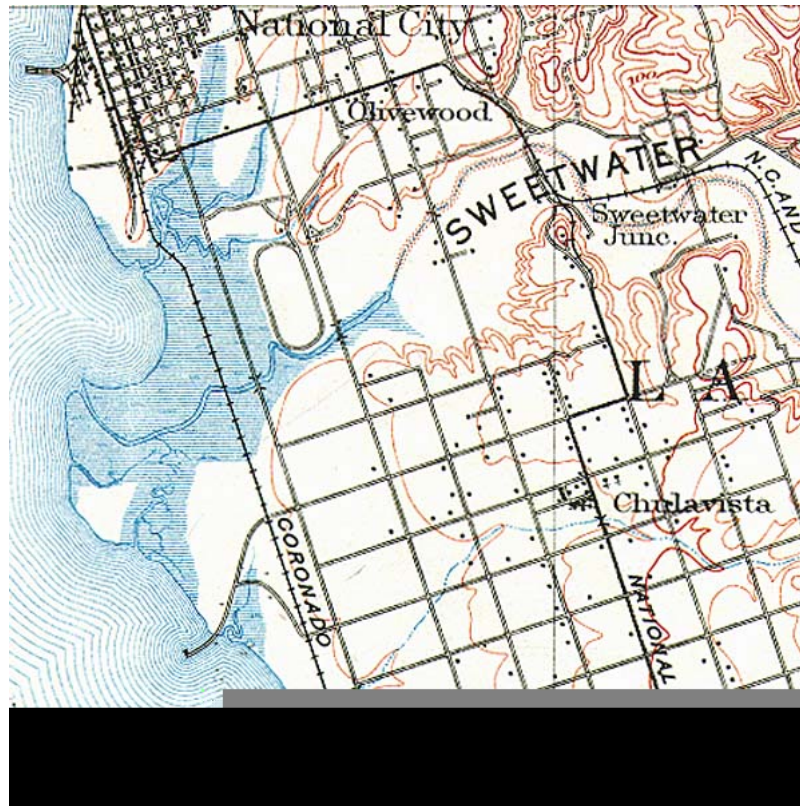 National City
Olivewood
100
SWEETWATER
N.C. AND
Sweetwater
Junc.
L A
Chulavista
CORONADO
NATIONAL